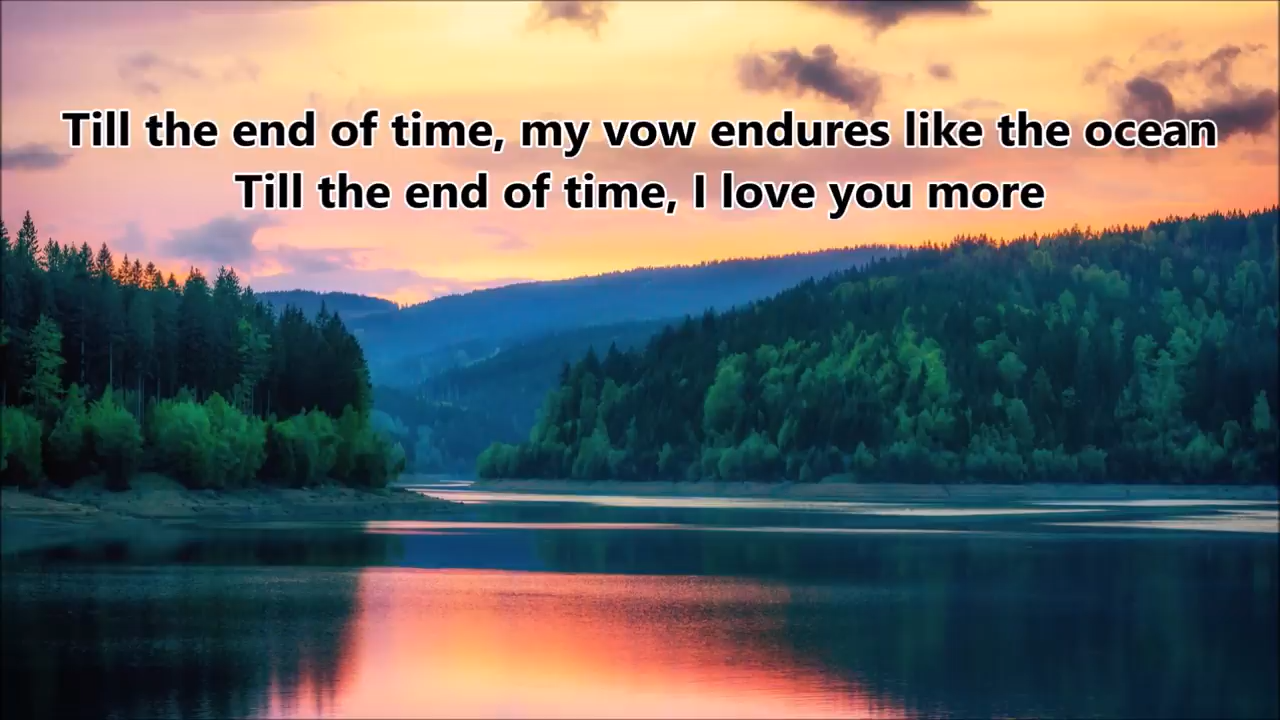 Till the end of time, my vow endures like the ocean
Till the end of time, I love you more